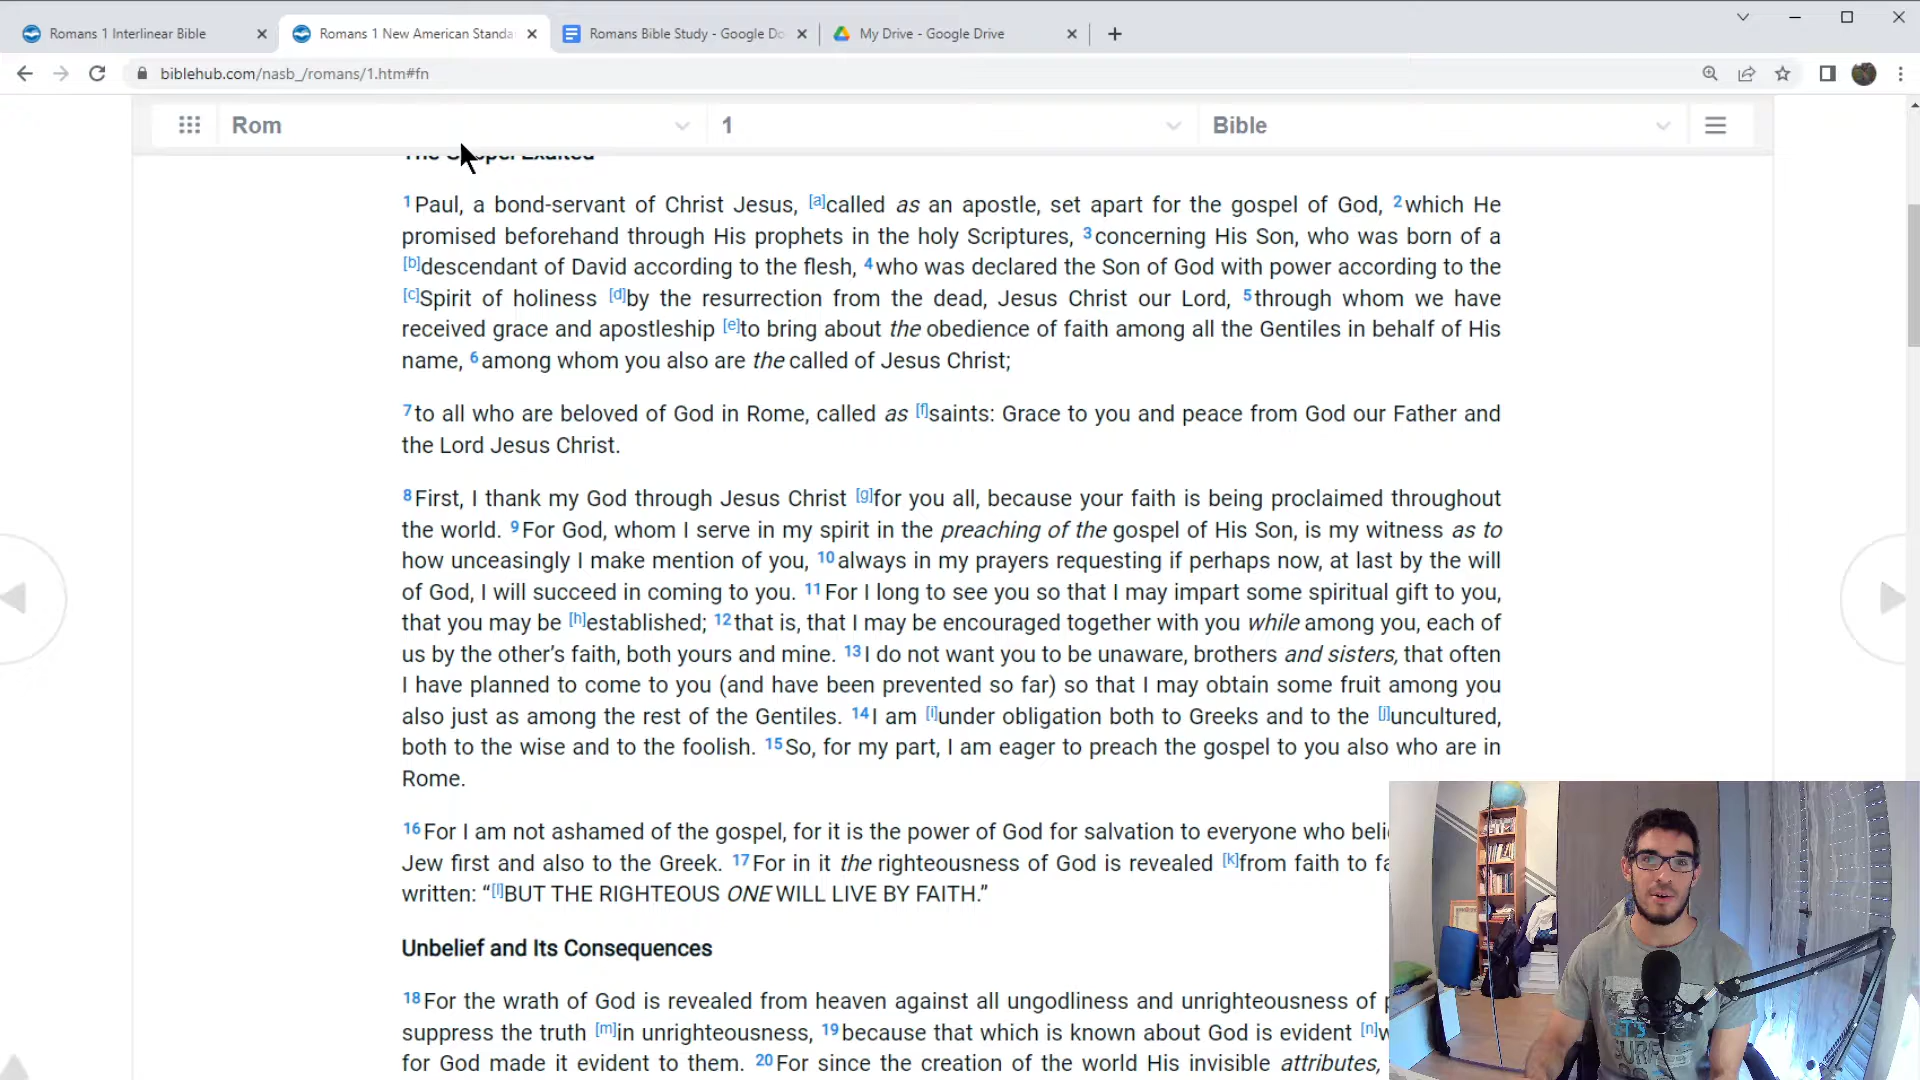 Romans 1 Interlinear Bible
Romans 1 New American Standa
Romans Bible Study - Google Do
My Drive - Google Drive
biblehub.com/nasb_/romans/1.htm#fn
Rom
1
Bible
The Gospel Exalted
1 Paul, a bond-servant of Christ Jesus, [a]called as an apostle, set apart for the gospel of God, 2 which He
promised beforehand through His prophets in the holy Scriptures, 3 concerning His Son, who was born of a
[b]descendant of David according to the flesh, 4 who was declared the Son of God with power according to the
[c]Spirit of holiness [d]by the resurrection from the dead, Jesus Christ our Lord, 5 through whom we have
received grace and apostleship [e]to bring about the obedience of faith among all the Gentiles in behalf of His
name, 6 among whom you also are the called of Jesus Christ;
7 to all who are beloved of God in Rome, called as [f]saints: Grace to you and peace from God our Father and
the Lord Jesus Christ.
8 First, I thank my God through Jesus Christ [g]for you all, because your faith is being proclaimed throughout
the world. 9 For God, whom I serve in my spirit in the preaching of the gospel of His Son, is my witness as to
how unceasingly I make mention of you, 10 always in my prayers requesting if perhaps now, at last by the will
of God, I will succeed in coming to you. 11 For I long to see you so that I may impart some spiritual gift to you,
that you may be [h]established; 12 that is, that I may be encouraged together with you while among you, each of
us by the other’s faith, both yours and mine. 13 I do not want you to be unaware, brothers and sisters, that often
I have planned to come to you (and have been prevented so far) so that I may obtain some fruit among you
also just as among the rest of the Gentiles. 14 I am [i]under obligation both to Greeks and to the [j]uncultured,
both to the wise and to the foolish. 15 So, for my part, I am eager to preach the gospel to you also who are in
Rome.
16 For I am not ashamed of the gospel, for it is the power of God for salvation to everyone who beli
Jew first and also to the Greek. 17 For in it the righteousness of God is revealed [k]from faith to fa
written: “[l]BUT THE RIGHTEOUS ONE WILL LIVE BY FAITH.”
Unbelief and Its Consequences
18 For the wrath of God is revealed from heaven against all ungodliness and unrighteousness of p
suppress the truth [m]in unrighteousness, 19 because that which is known about God is evident [n]w
for God made it evident to them. 20 For since the creation of the world His invisible attributes,